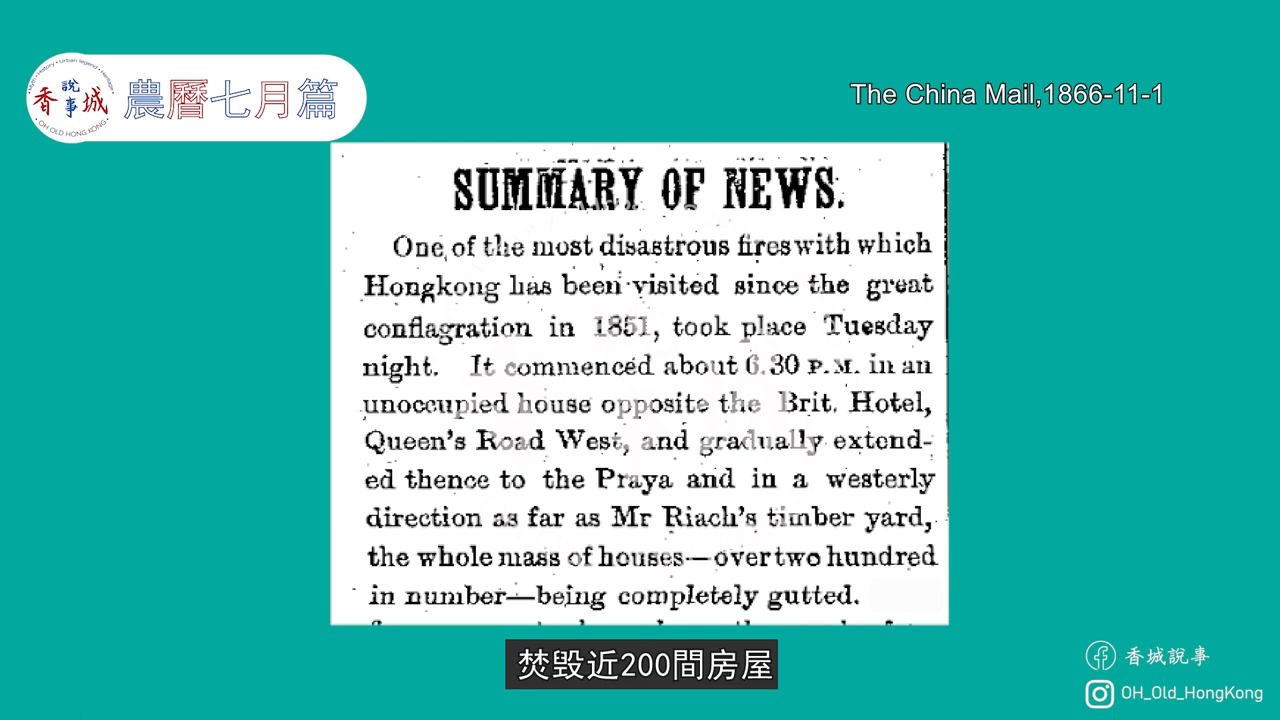 Myth • History • Urban legend • Heritage
香城
說事
OH OLD HONG KONG
農曆七月篇
The China Mail,1866-11-1
SUMMARY OF NEWS.
One of the most disastrous fires with which
Hongkong has been visited since the great
conflagration in 1851, took place Tuesday
night. It commenced about 6.30 P.M. in an
unoccupied house opposite the Brit. Hotel,
Queen's Road West, and gradually extend-
ed thence to the Praya and in a westerly
direction as far as Mr Riach's timber yard,
the whole mass of houses—over two hundred
in number—being completely gutted.
焚毀近200間房屋
香城說事
OH_Old_HongKong